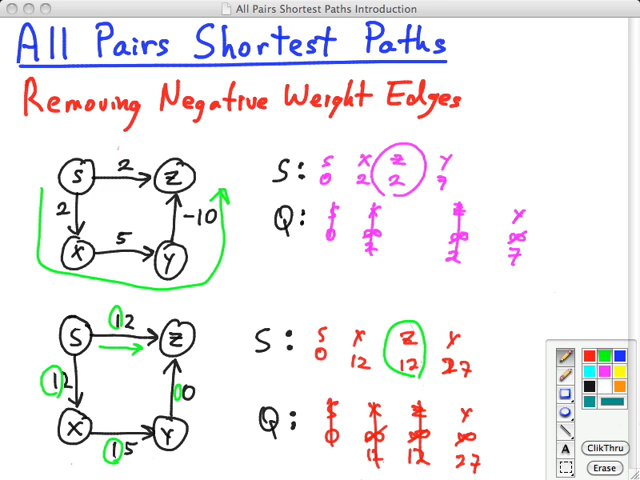 All Pairs Shortest Paths Introduction
All Pairs Shortest Paths
Removing Negative Weight Edges
S 2 Z
2 -10
X 5 Y
S: S X Z Y
0 2 2 7
Q: S X Z Y
0 ∞ ∞ ∞
2 2 7
S 12 Z
12 00
X 15 Y
S: S X Z Y
0 12 12 27
Q: S X Z Y
0 ∞ ∞ ∞
12 12 27
A
ClikThru
Erase